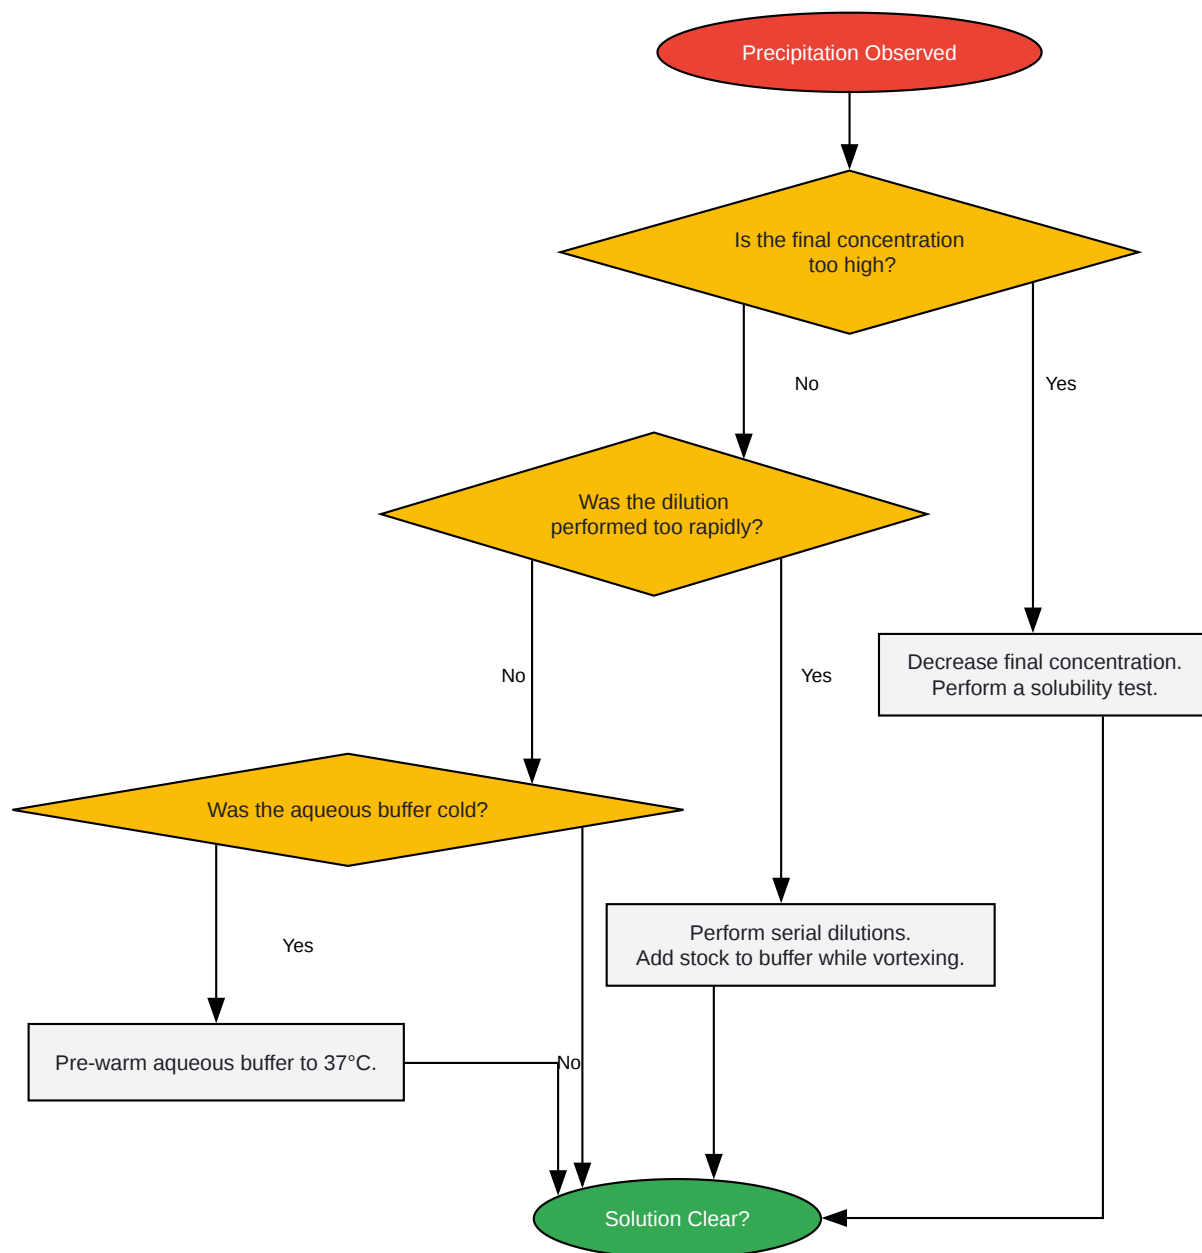 Precipitation Observed
Is the final concentration
too high?
No
Yes
Was the dilution
performed too rapidly?
No
Yes
Decrease final concentration.
Perform a solubility test.
Was the aqueous buffer cold?
Yes
Perform serial dilutions.
Add stock to buffer while vortexing.
Pre-warm aqueous buffer to 37°C.
No
Solution Clear?